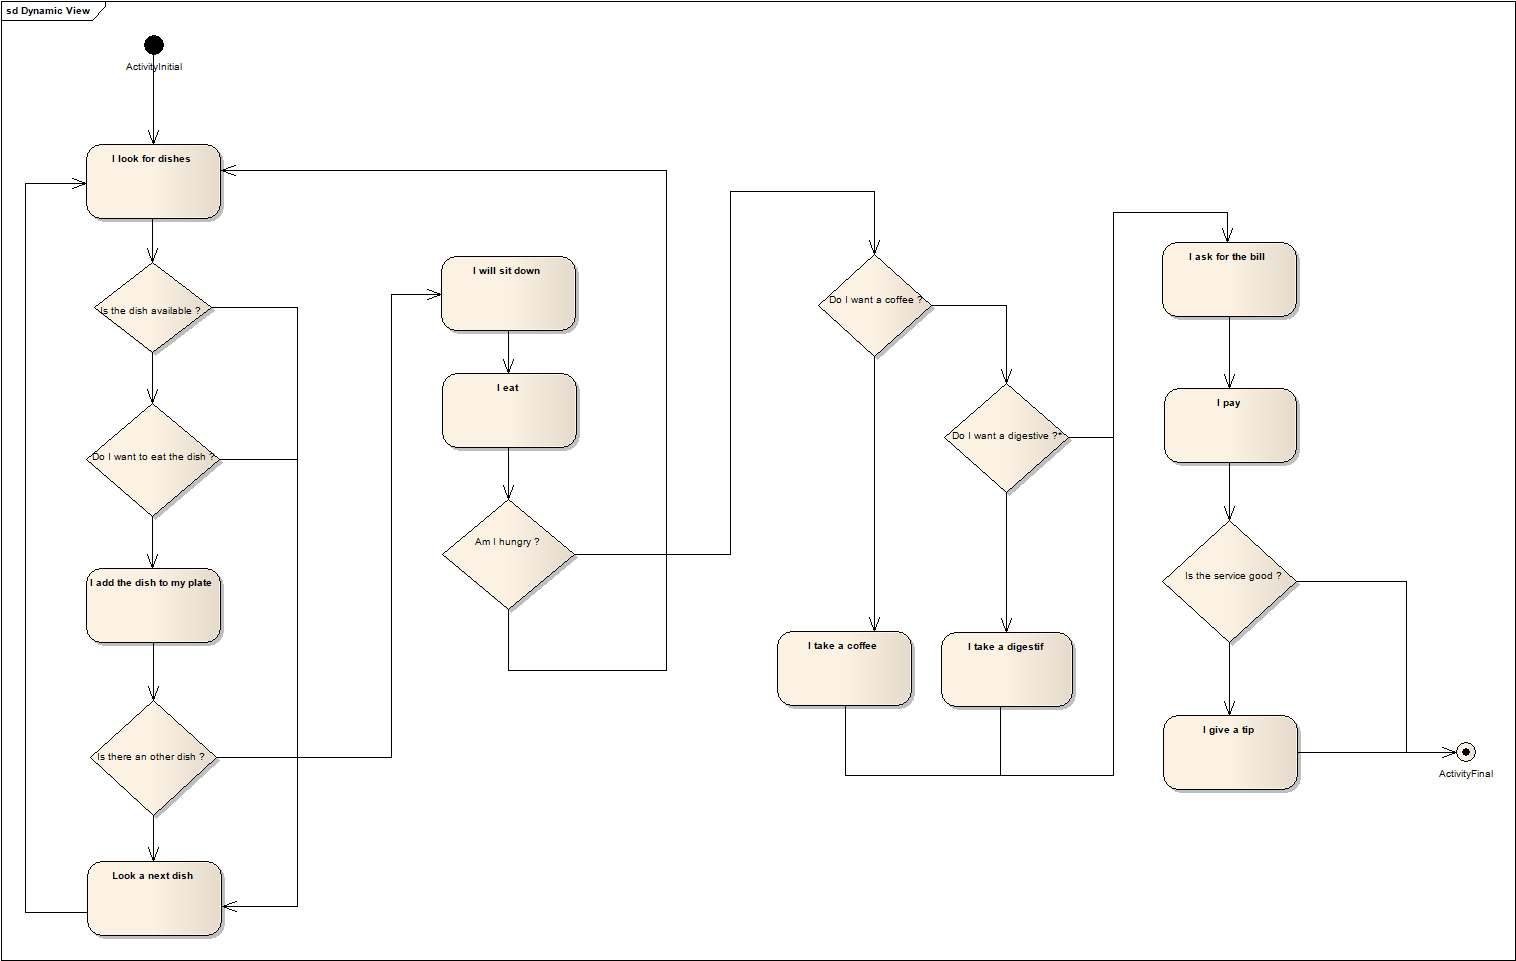 sd Dynamic View
ActivityInitial
I look for dishes
Is the dish available ?
Do I want to eat the dish ?
I add the dish to my plate
Is there an other dish ?
Look a next dish
I will sit down
I eat
Am I hungry ?
Do I want a coffee ?
Do I want a digestive ?*
I take a coffee
I take a digestif
I ask for the bill
I pay
Is the service good ?
I give a tip
ActivityFinal